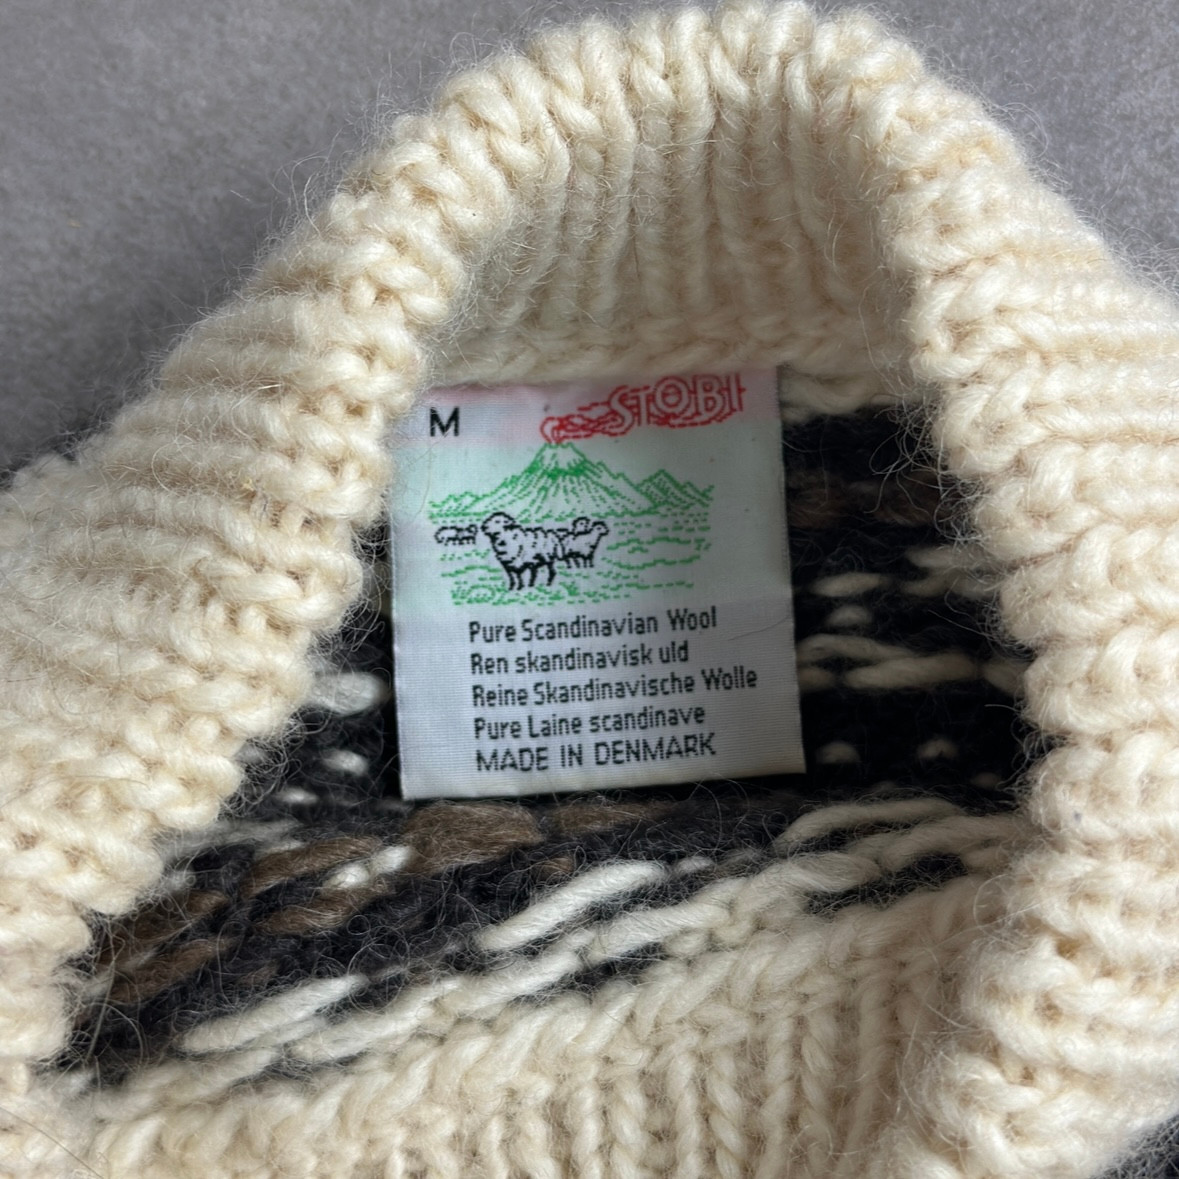 M
STOBI
Pure Scandinavian Wool
Ren skandinavisk uld
Reine Skandinavische Wolle
Pure Laine scandinave
MADE IN DENMARK